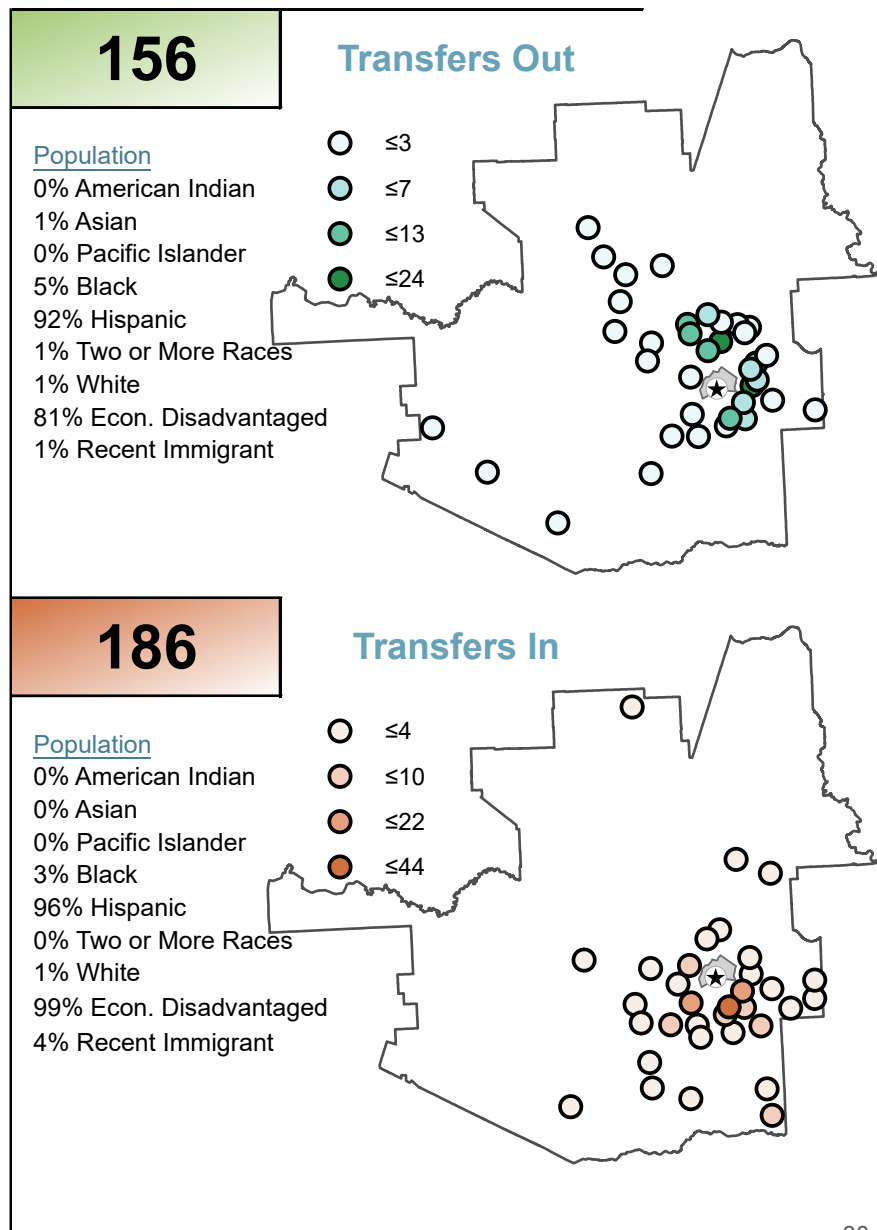 156
Transfers Out
Population
0% American Indian
1% Asian
0% Pacific Islander
5% Black
92% Hispanic
1% Two or More Races
1% White
81% Econ. Disadvantaged
1% Recent Immigrant
≤3
≤7
≤13
≤24
186
Transfers In
Population
0% American Indian
0% Asian
0% Pacific Islander
3% Black
96% Hispanic
0% Two or More Races
1% White
99% Econ. Disadvantaged
4% Recent Immigrant
≤4
≤10
≤22
≤44